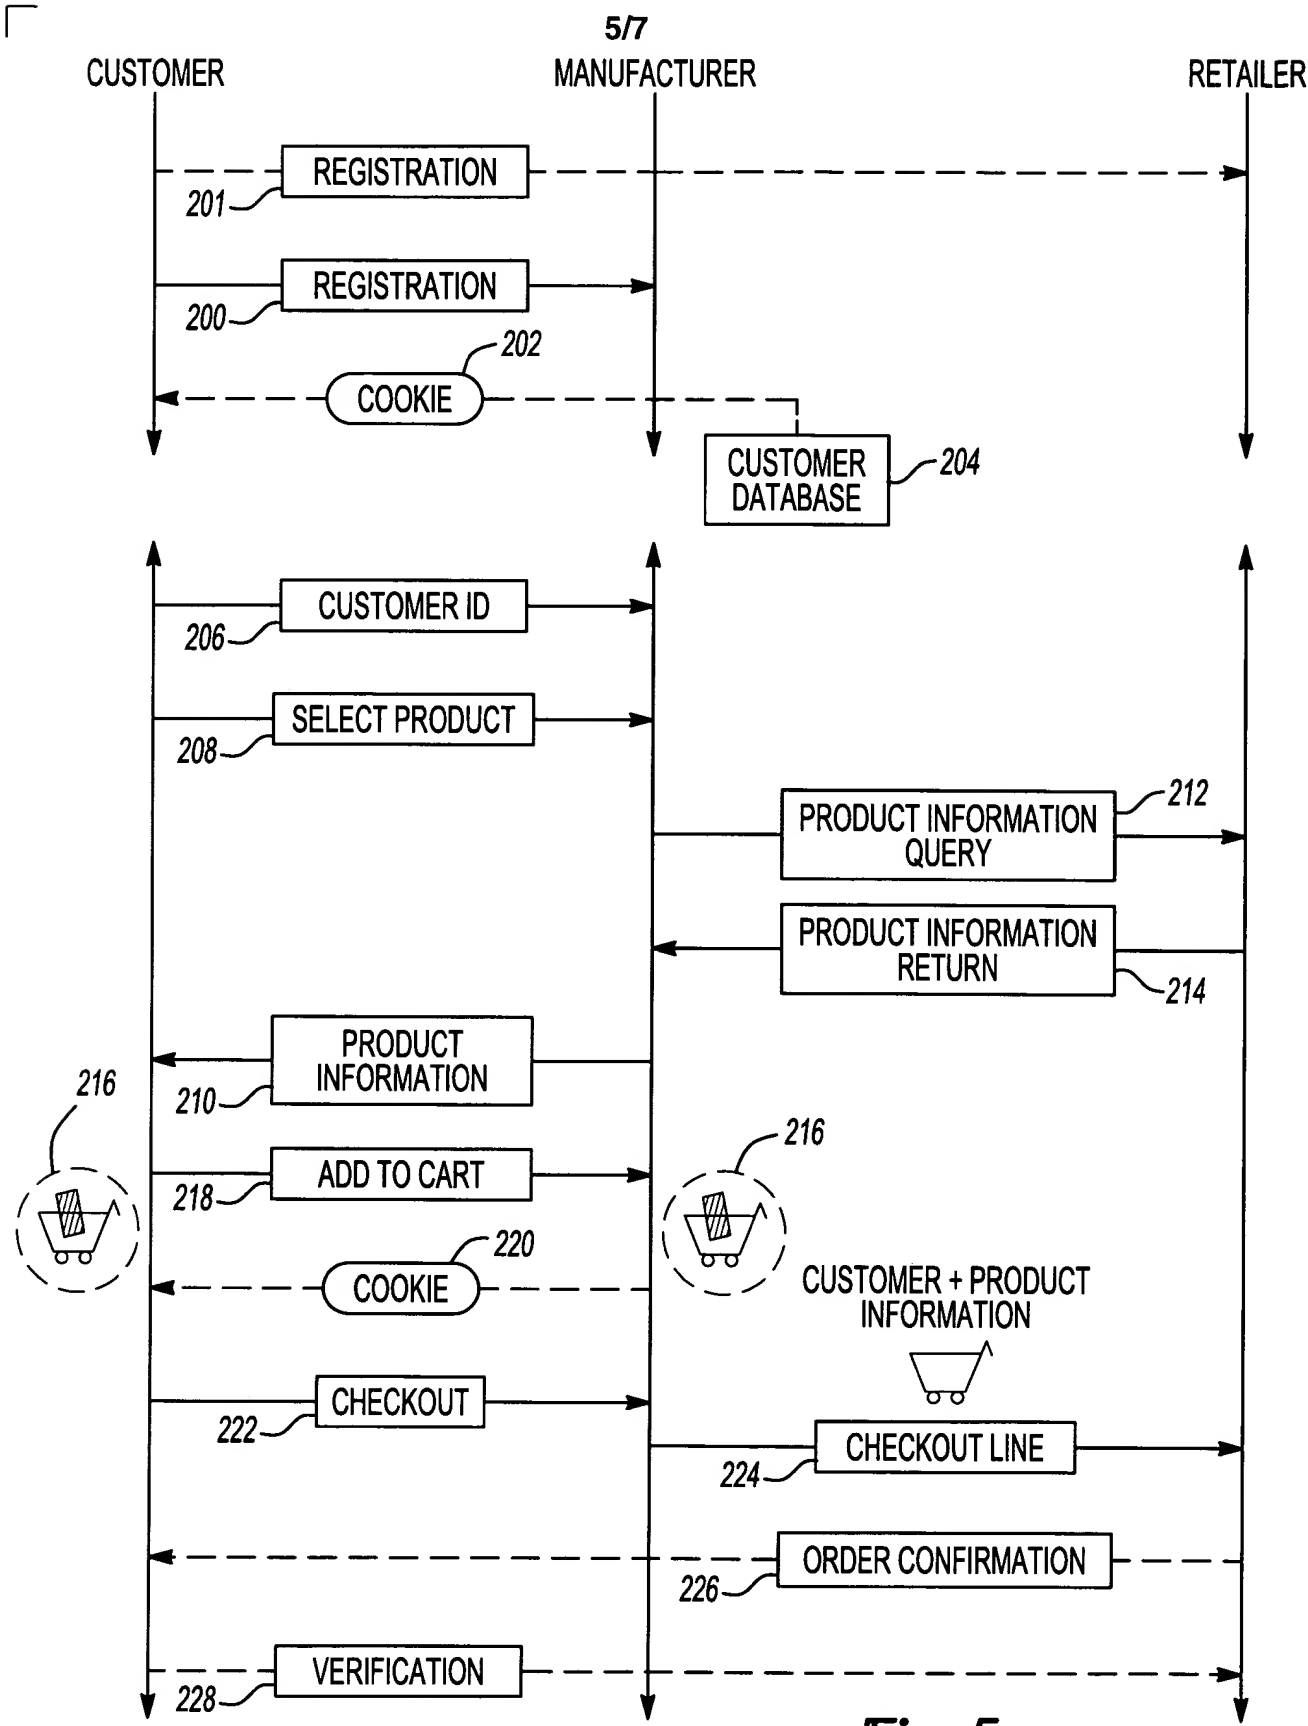 5/7
CUSTOMER
MANUFACTURER
RETAILER
REGISTRATION
201
REGISTRATION
200
202
COOKIE
CUSTOMER
DATABASE
204
CUSTOMER ID
206
SELECT PRODUCT
208
212
PRODUCT INFORMATION
QUERY
PRODUCT INFORMATION
RETURN
214
PRODUCT
INFORMATION
210
216
216
ADD TO CART
218
220
COOKIE
CUSTOMER + PRODUCT
INFORMATION
CHECKOUT
222
CHECKOUT LINE
224
ORDER CONFIRMATION
226
VERIFICATION
228